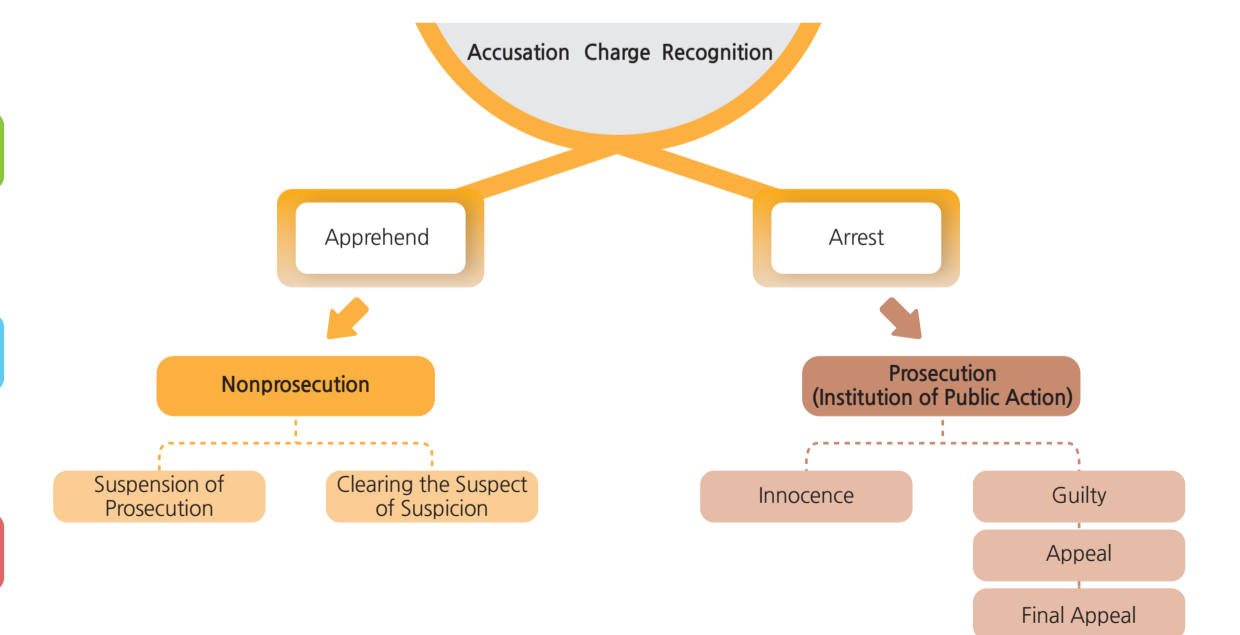 Accusation Charge Recognition
Apprehend
Arrest
Nonprosecution
Prosecution
(Institution of Public Action)
Suspension of
Prosecution
Clearing the Suspect
of Suspicion
Innocence
Guilty
Appeal
Final Appeal